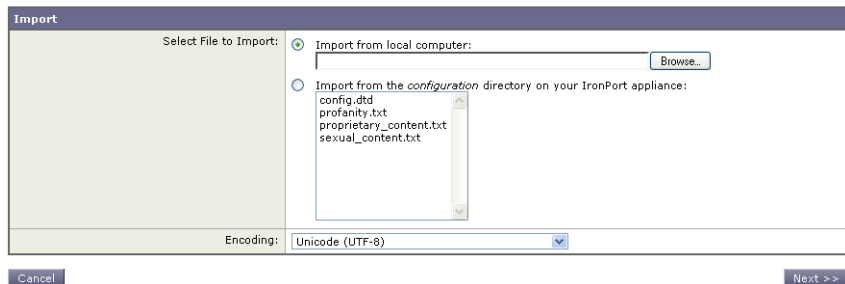 Import
Select File to Import:
Import from local computer:
Browse...
Import from the configuration directory on your IronPort appliance:
config.dtd
profanity.txt
proprietary_content.txt
sexual_content.txt
Encoding:
Unicode (UTF-8)
Cancel
Next >>